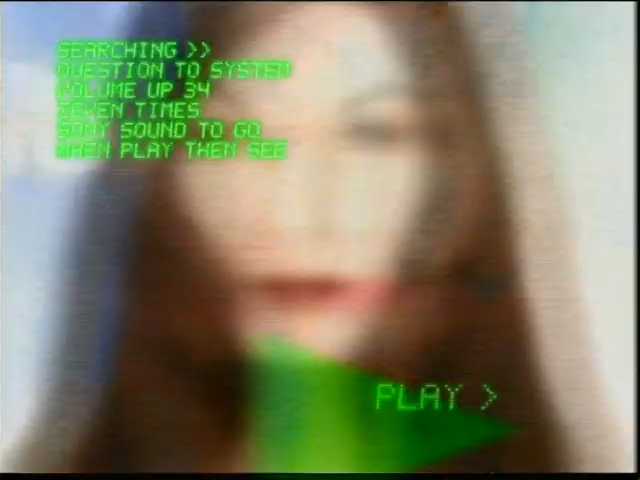 SEARCHING >>
QUESTION TO SYSTEM
VOLUME UP 34
SEVEN TIMES
SONY SOUND TO GO
WHEN PLAY THEN SEE
PLAY >